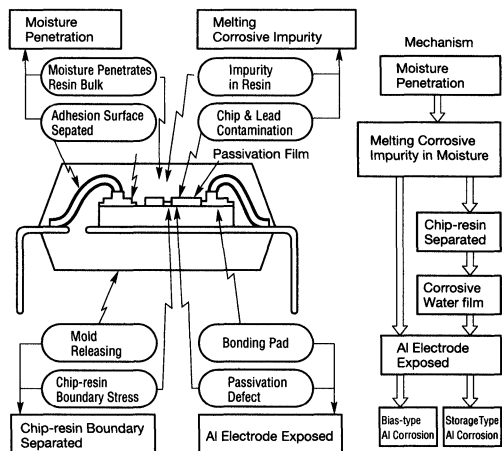 Moisture
Penetration
Melting
Corrosive Impurity
Moisture Penetrates
Resin Bulk
Impurity
in Resin
Adhesion Surface
Sepated
Chip & Lead
Contamination
Passivation Film
Mold
Releasing
Bonding Pad
Chip-resin
Boundary Stress
Passivation
Defect
Chip-resin Boundary
Separated
Al Electrode Exposed
Mechanism
Moisture
Penetration
Melting Corrosive
Impurity in Moisture
Chip-resin
Separated
Corrosive
Water film
Al Electrode
Exposed
Bias-type
Al Corrosion
StorageType
Al Corrosion